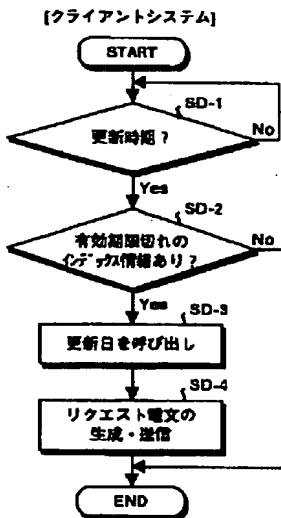 [クライアントシステム]
START
SD-1
更新時期？
No
Yes
SD-2
有効期限切れの
インデックス情報あり？
No
Yes
SD-3
更新日を呼び出し
SD-4
リクエスト電文の
生成・送信
END